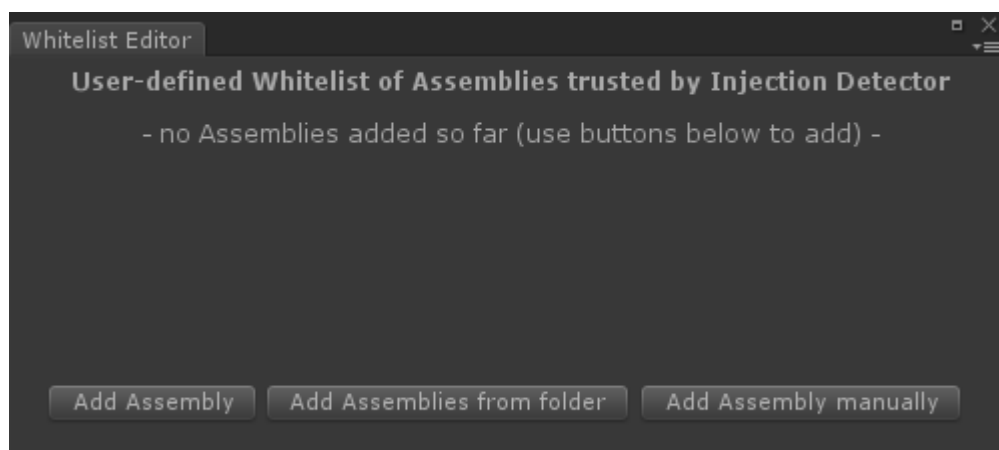 Whitelist Editor
User-defined Whitelist of Assemblies trusted by Injection Detector
- no Assemblies added so far (use buttons below to add) -
Add Assembly
Add Assemblies from folder
Add Assembly manually